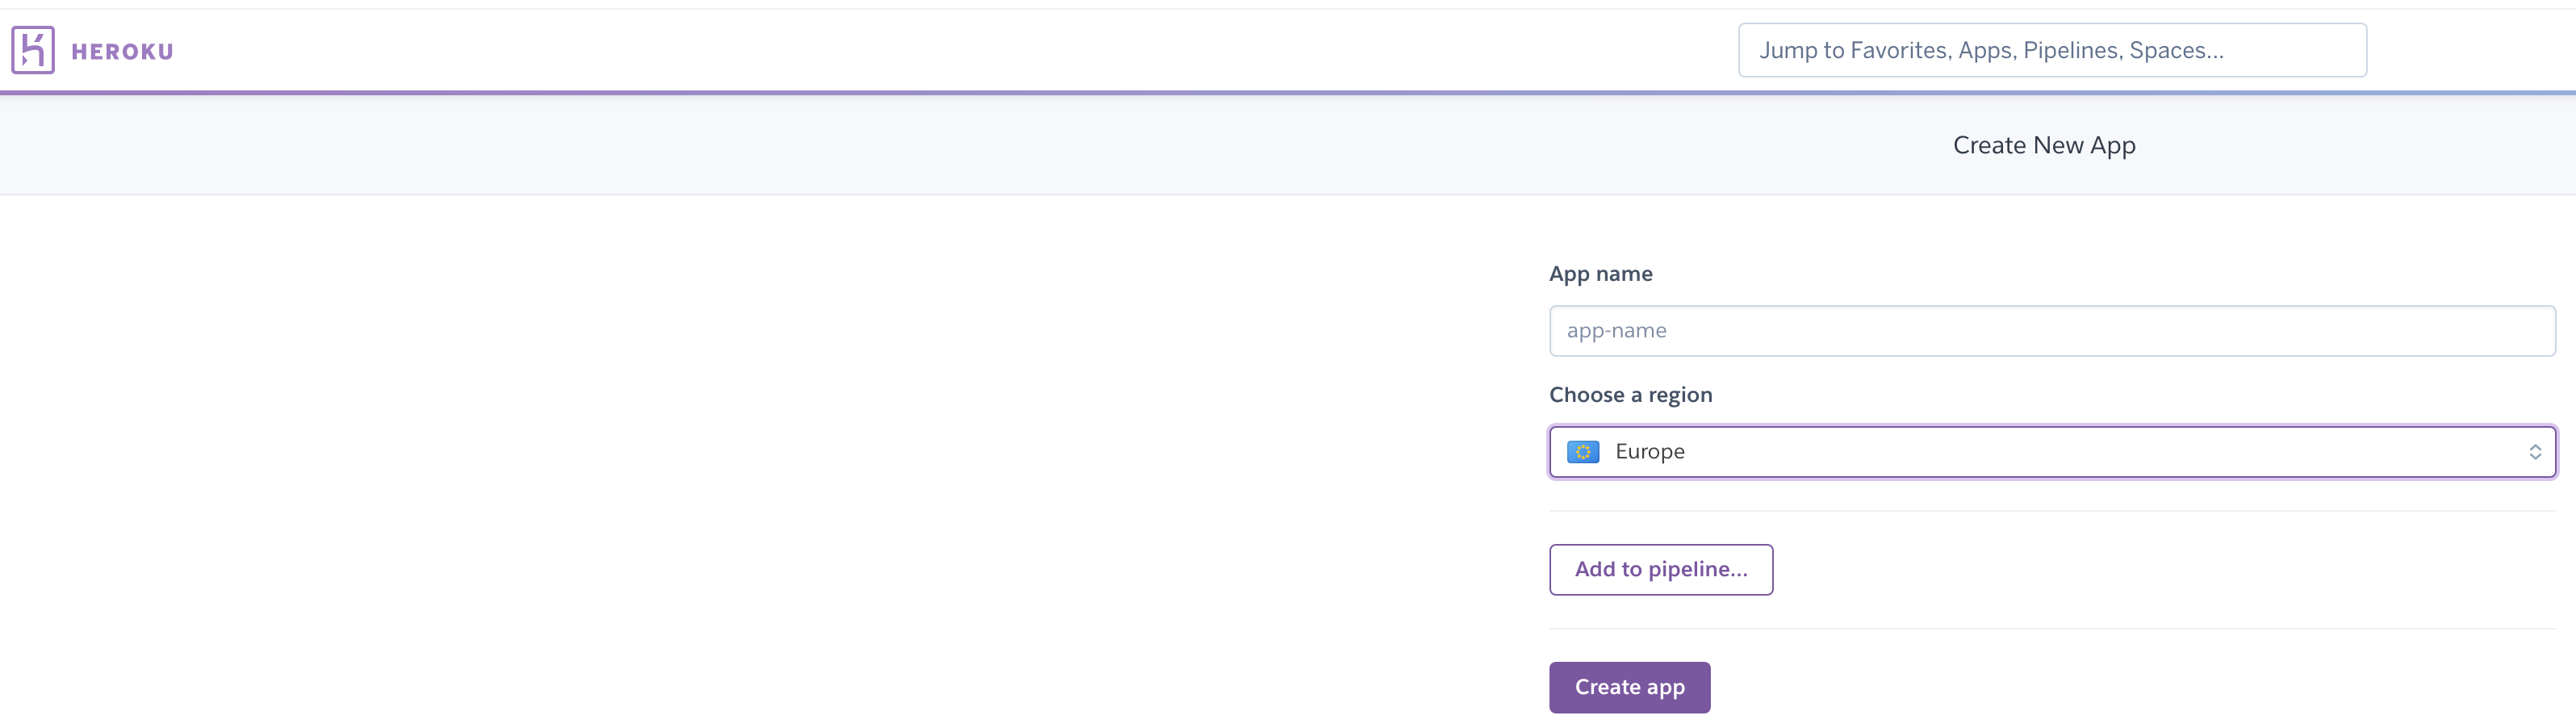 HEROKU
Jump to Favorites, Apps, Pipelines, Spaces...
Create New App
App name
app-name
Choose a region
Europe
Add to pipeline...
Create app